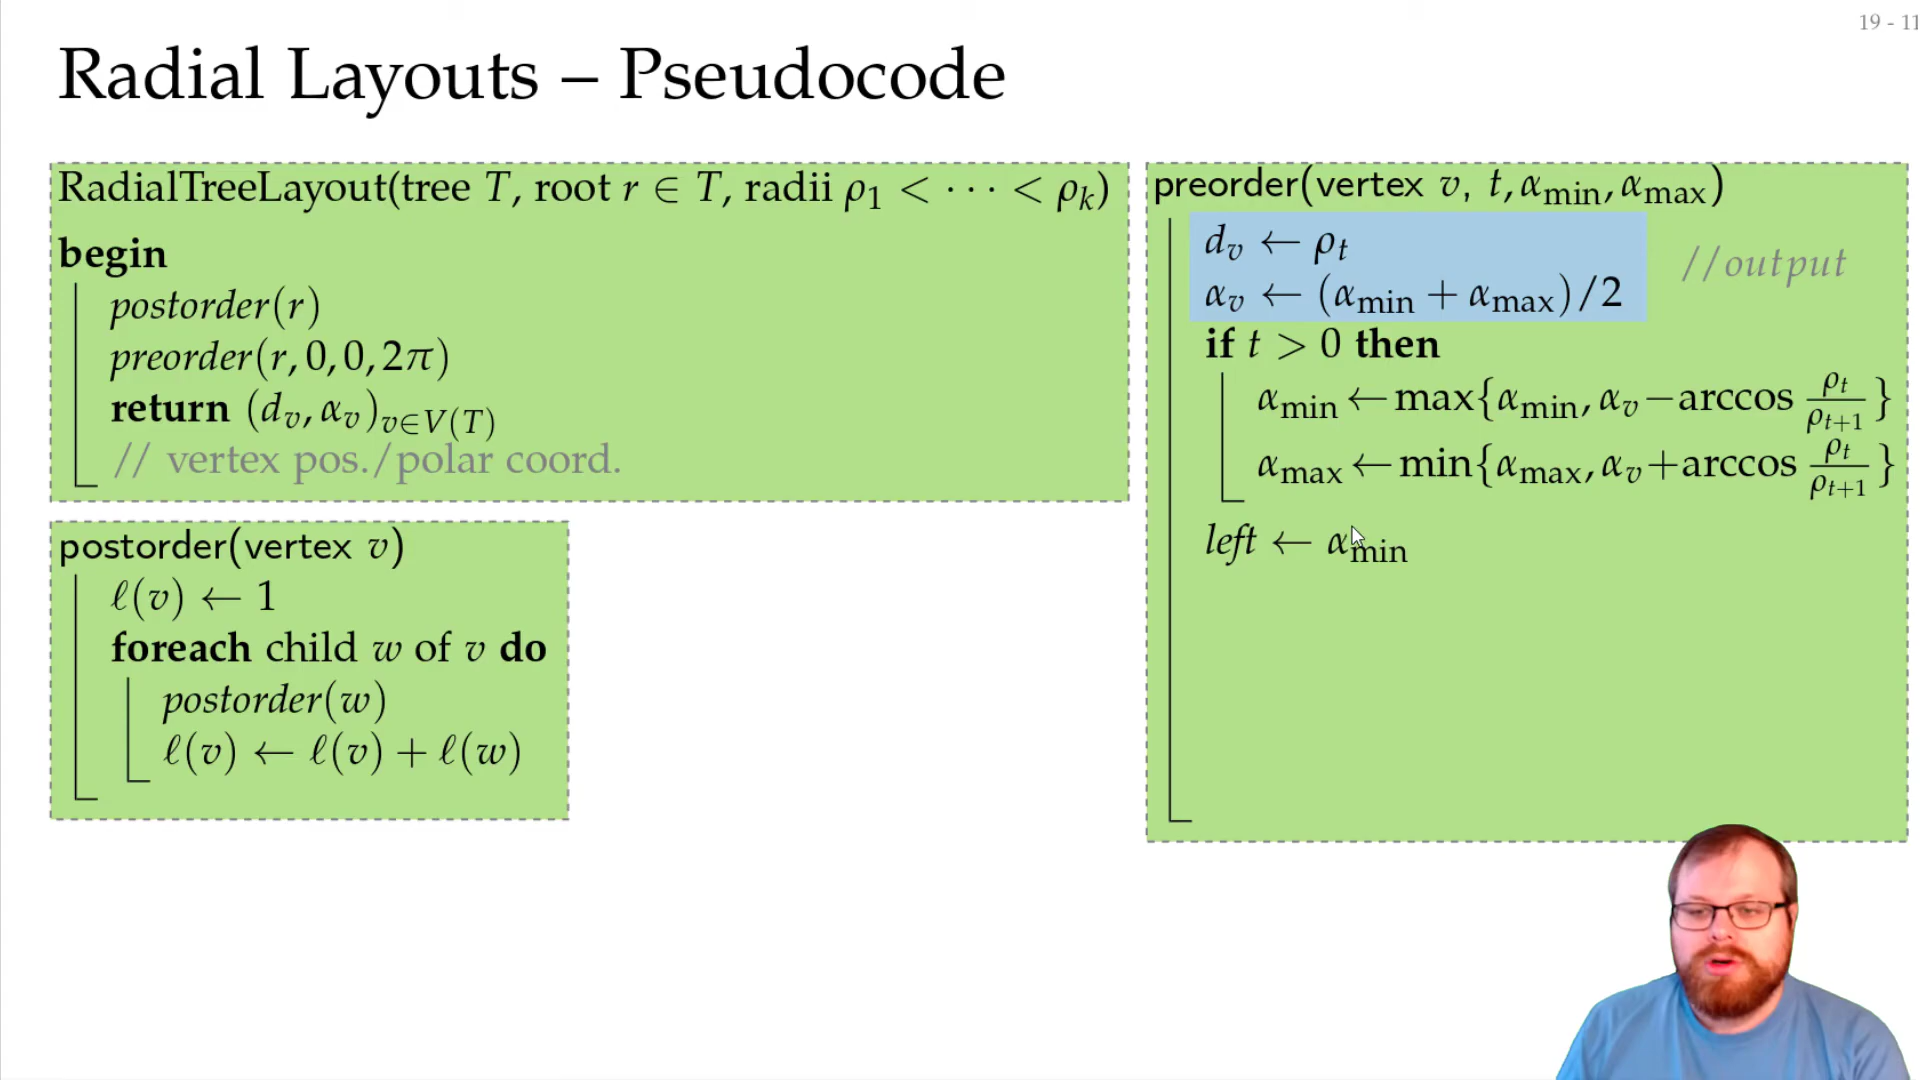 19 - 11
Radial Layouts – Pseudocode
RadialTreeLayout(tree T, root r ∈ T, radii ρ₁ < ··· < ρₖ)
begin
postorder(r)
preorder(r, 0, 0, 2π)
return (d_v, α_v)_{v∈V(T)}
// vertex pos./polar coord.
postorder(vertex v)
ℓ(v) ← 1
foreach child w of v do
postorder(w)
ℓ(v) ← ℓ(v) + ℓ(w)
preorder(vertex v, t, α_min, α_max)
d_v ← ρ_t
α_v ← (α_min + α_max)/2
//output
if t > 0 then
α_min ← max{α_min, α_v − arccos ρ_t/ρ_{t+1}}
α_max ← min{α_max, α_v + arccos ρ_t/ρ_{t+1}}
left ← α_min